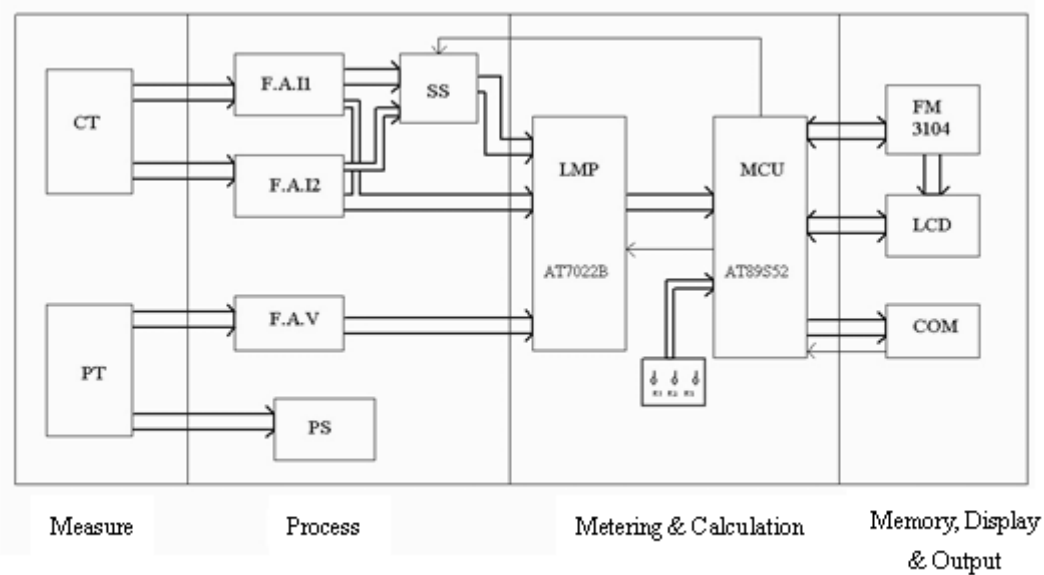 CT
F.A.I1
SS
F.A.I2
LMP
AT7022B
MCU
AT89S52
FM
3104
LCD
PT
F.A.V
PS
COM
Measure
Process
Metering & Calculation
Memory, Display
& Output